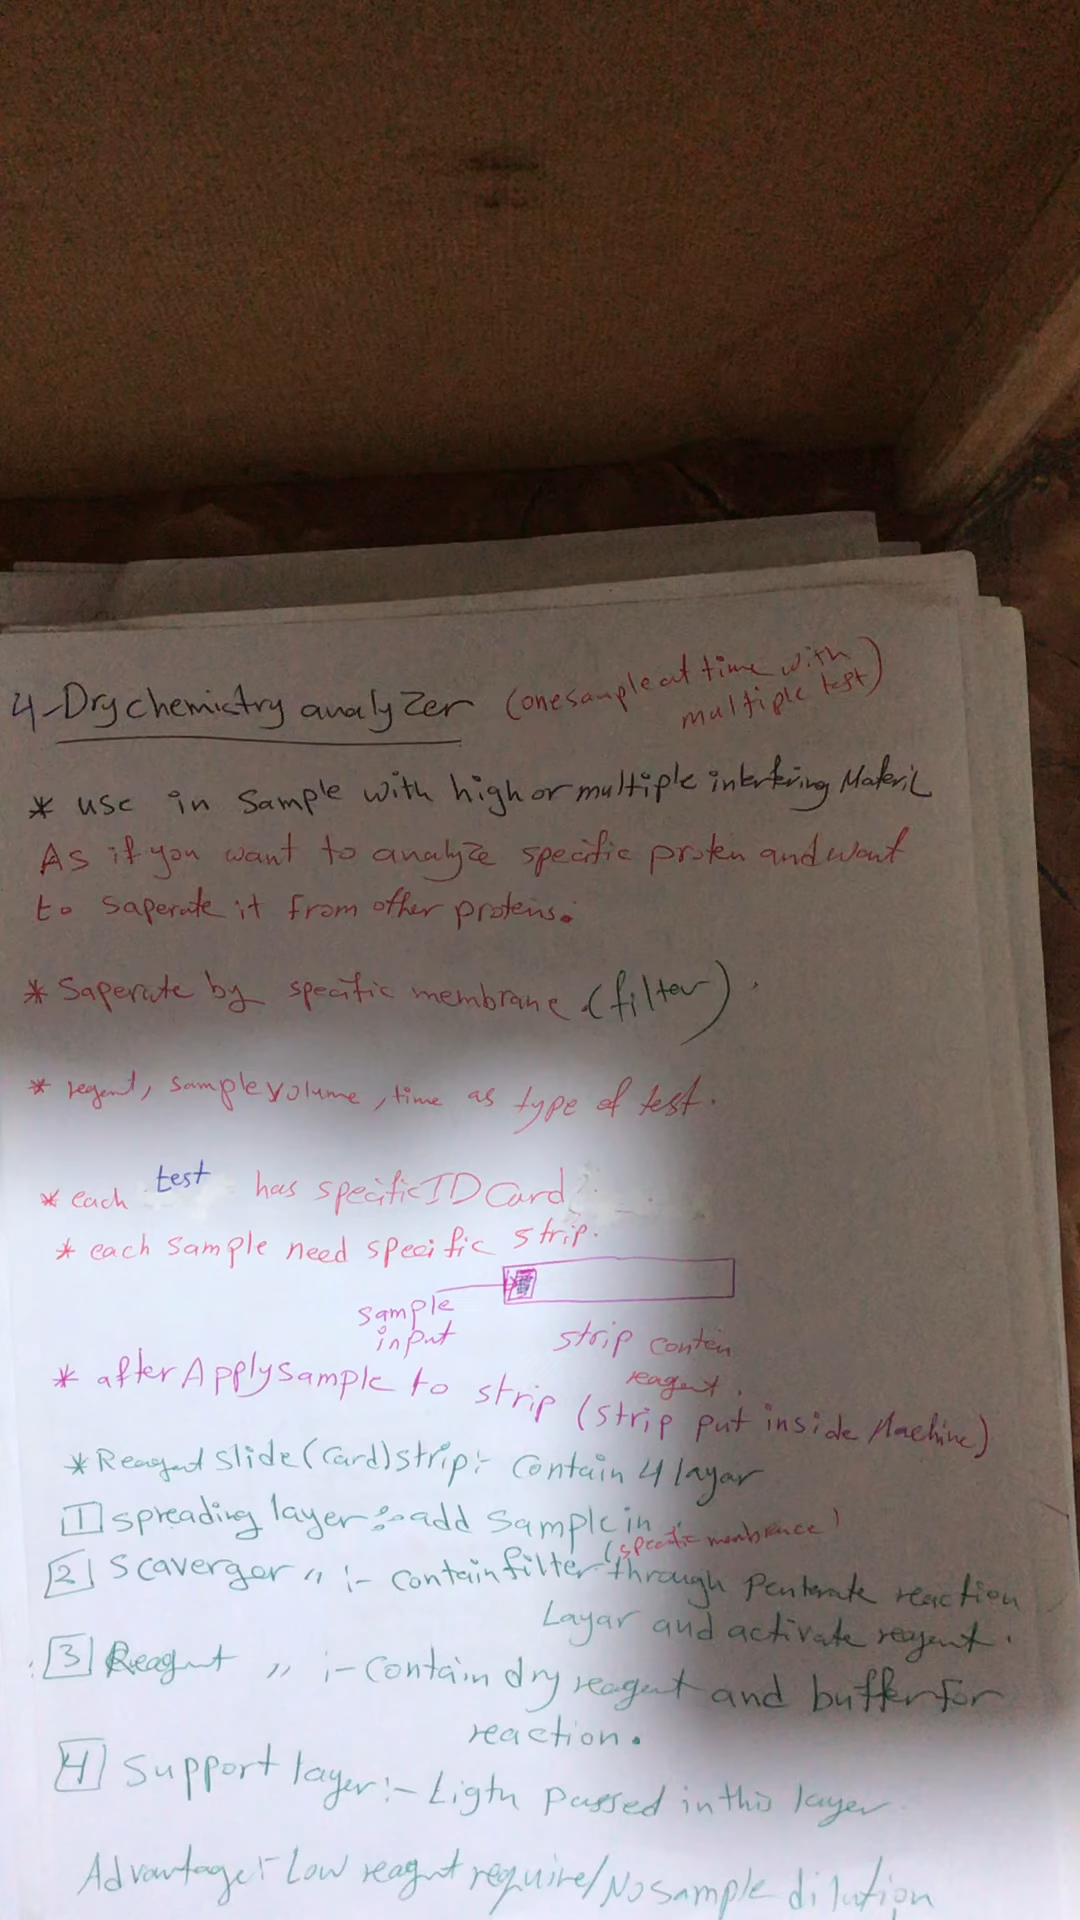 4-Dry chemictry analyzer (one sample at time with
multiple test)
* use in sample with high or multiple interfering Materil
As if you want to analyze specific protien and want
to saperate it from other proteins.
* Saperate by specific membrane. (filter).
* regent, sample volume, time as type of test.
* each test has specific ID Card
* each sample need specific strip.
sample
input
strip contein
reagent.
* after Apply sample to strip (strip put inside Machine)
* Reagent slide (card) strip:- contain 4 layar
1 spreading layer:- add sample in
(specific membrance)
2 Scaverger 〃 :- contain filter through penterate reaction
Layar and activate reagent.
3 Reagent 〃 :- contain dry reagent and buffer for
reaction.
4 Support layer:- Ligth passed in this layer.
Advantage:- Low reagent require/No sample dilution